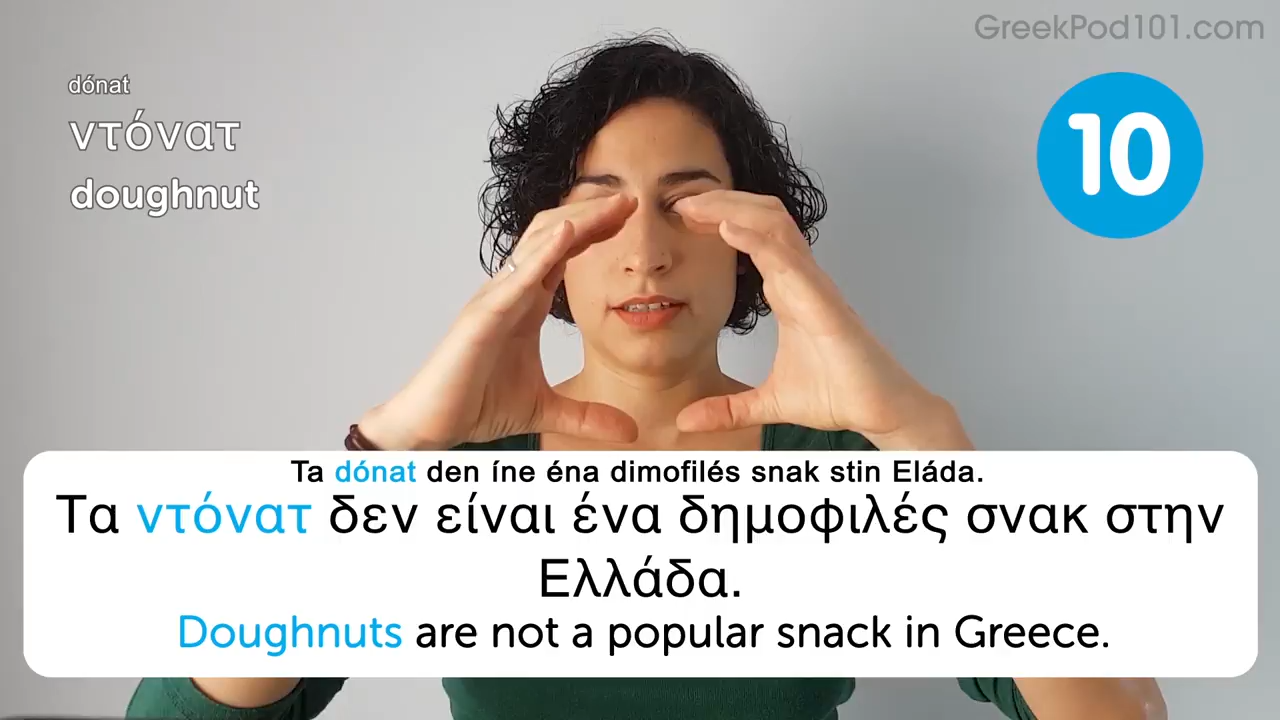 GreekPod101.com
dónat
ντόνατ
doughnut
10
Ta dónat den íne éna dimofilés snak stin Eláda.
Τα ντόνατ δεν είναι ένα δημοφιλές σνακ στην
Ελλάδα.
Doughnuts are not a popular snack in Greece.